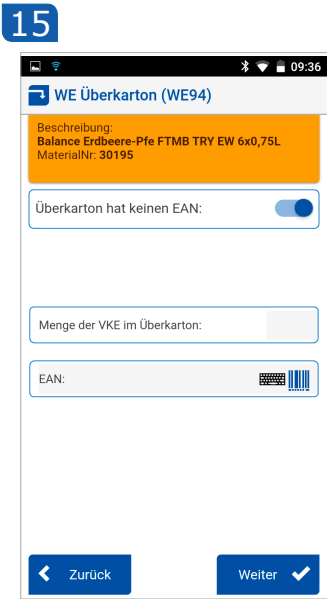 15
09:36
WE Überkarton (WE94)
Beschreibung:
Balance Erdbeere-Pfe FTMB TRY EW 6x0,75L
MaterialNr: 30195
Überkarton hat keinen EAN:
Menge der VKE im Überkarton:
EAN:
Zurück
Weiter